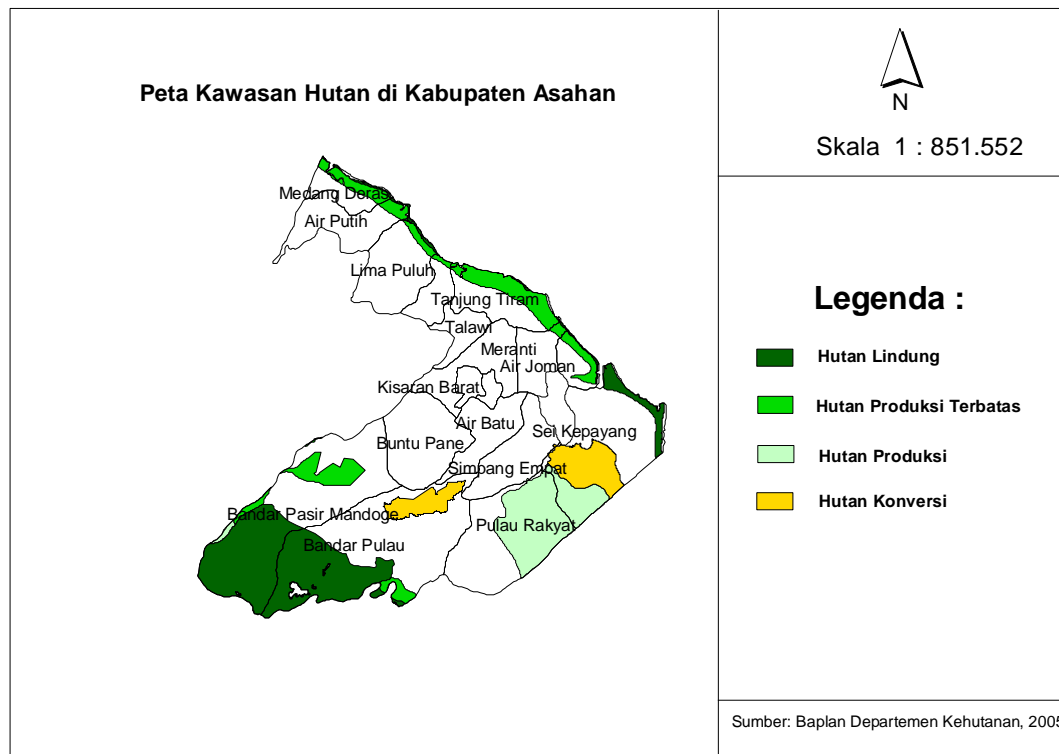 Peta Kawasan Hutan di Kabupaten Asahan
N
Skala 1 : 851.552
Medang Deras
Air Putih
Lima Puluh
Tanjung Tiram
Talawi
Meranti
Air Joman
Kisaran Barat
Air Batu
Sei Kepayang
Buntu Pane
Simpang Empat
Bandar Pasir Mandoge
Pulau Rakyat
Bandar Pulau
Legenda :
Hutan Lindung
Hutan Produksi Terbatas
Hutan Produksi
Hutan Konversi
Sumber: Baplan Departemen Kehutanan, 2005